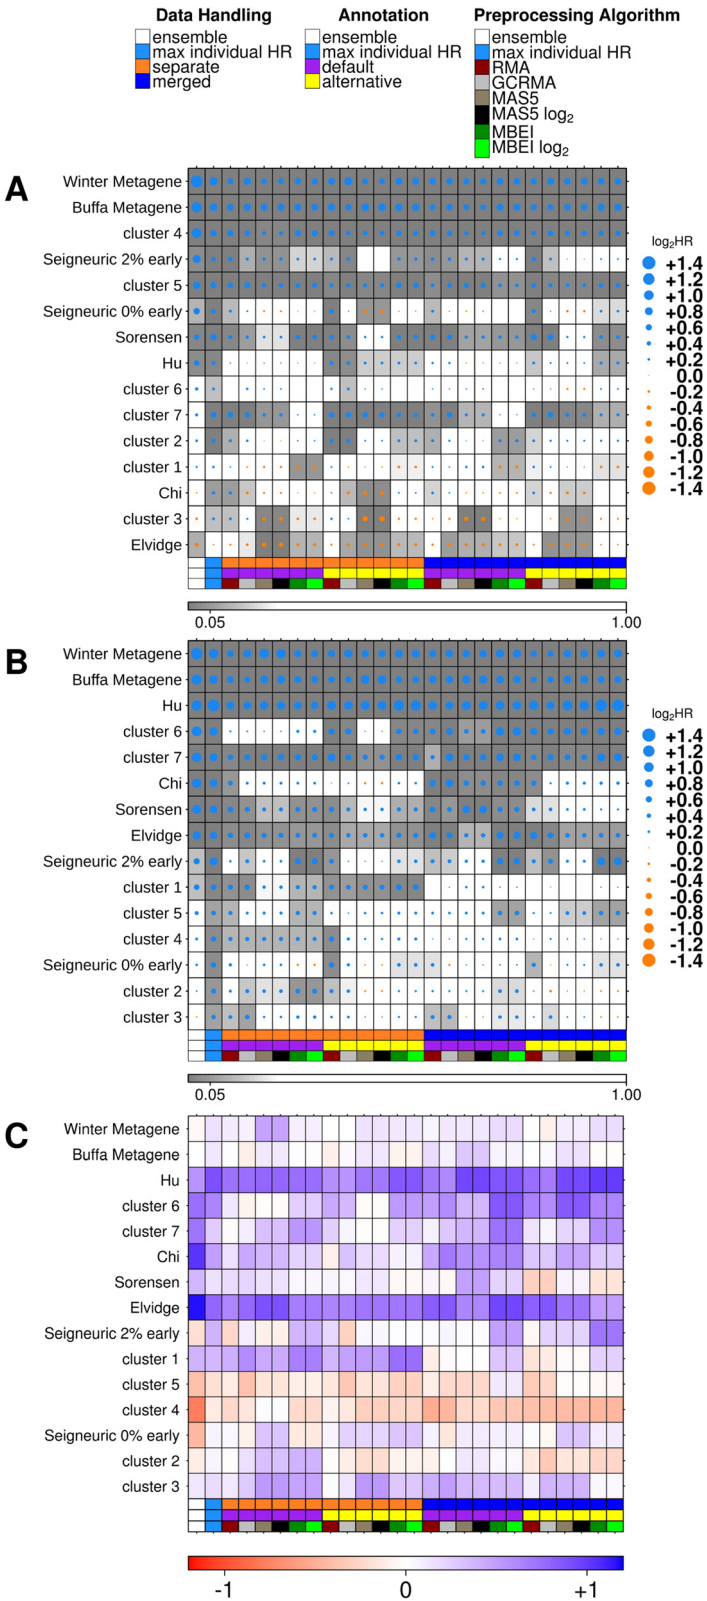 Data Handling
ensemble
max individual HR
separate
merged
Annotation
ensemble
max individual HR
default
alternative
Preprocessing Algorithm
ensemble
max individual HR
RMA
GCRMA
MAS5
MAS5 log2
MBEI
MBEI log2
A
Winter Metagene
Buffa Metagene
cluster 4
Seigneuric 2% early
cluster 5
Seigneuric 0% early
Sorensen
Hu
cluster 6
cluster 7
cluster 2
cluster 1
Chi
cluster 3
Elvidge
0.05 1.00
log2HR
+1.4
+1.2
+1.0
+0.8
+0.6
+0.4
+0.2
0.0
-0.2
-0.4
-0.6
-0.8
-1.0
-1.2
-1.4
B
Winter Metagene
Buffa Metagene
Hu
cluster 6
cluster 7
Chi
Sorensen
Elvidge
Seigneuric 2% early
cluster 1
cluster 5
cluster 4
Seigneuric 0% early
cluster 2
cluster 3
0.05 1.00
log2HR
+1.4
+1.2
+1.0
+0.8
+0.6
+0.4
+0.2
0.0
-0.2
-0.4
-0.6
-0.8
-1.0
-1.2
-1.4
C
Winter Metagene
Buffa Metagene
Hu
cluster 6
cluster 7
Chi
Sorensen
Elvidge
Seigneuric 2% early
cluster 1
cluster 5
cluster 4
Seigneuric 0% early
cluster 2
cluster 3
-1 0 +1